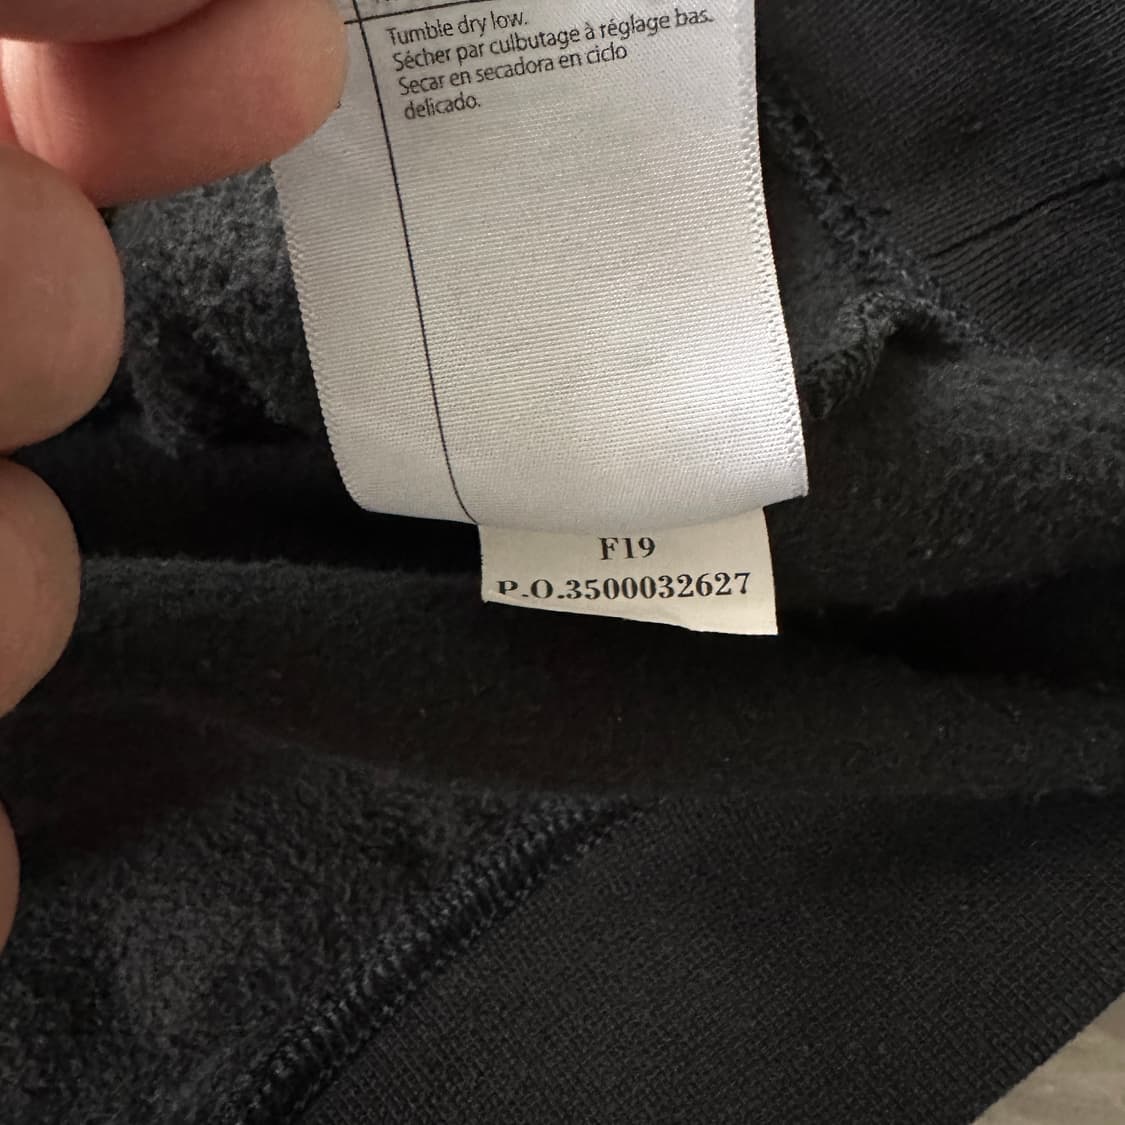 Tumble dry low.
Sécher par culbutage à réglage bas.
Secar en secadora en ciclo
delicado.
F19
P.O.3500032627